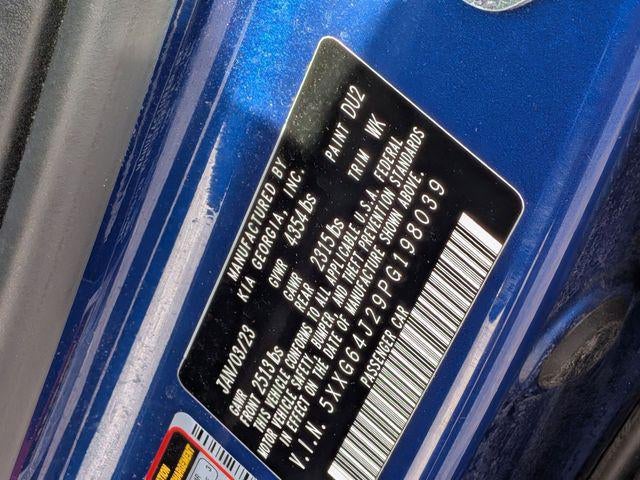 MANUFACTURED BY
KIA GEORGIA, INC.
JAN/03/23 GVWR 4354lbs PAINT DU2
GAWR GAWR TRIM WK
FRONT 2513lbs REAR 2315lbs
THIS VEHICLE CONFORMS TO ALL APPLICABLE U.S.A. FEDERAL
MOTOR VEHICLE SAFETY, BUMPER, AND THEFT PREVENTION STANDARDS
IN EFFECT ON THE DATE OF MANUFACTURE SHOWN ABOVE.
V.I.N. 5XXG64J29PG198039
PASSENGER CAR